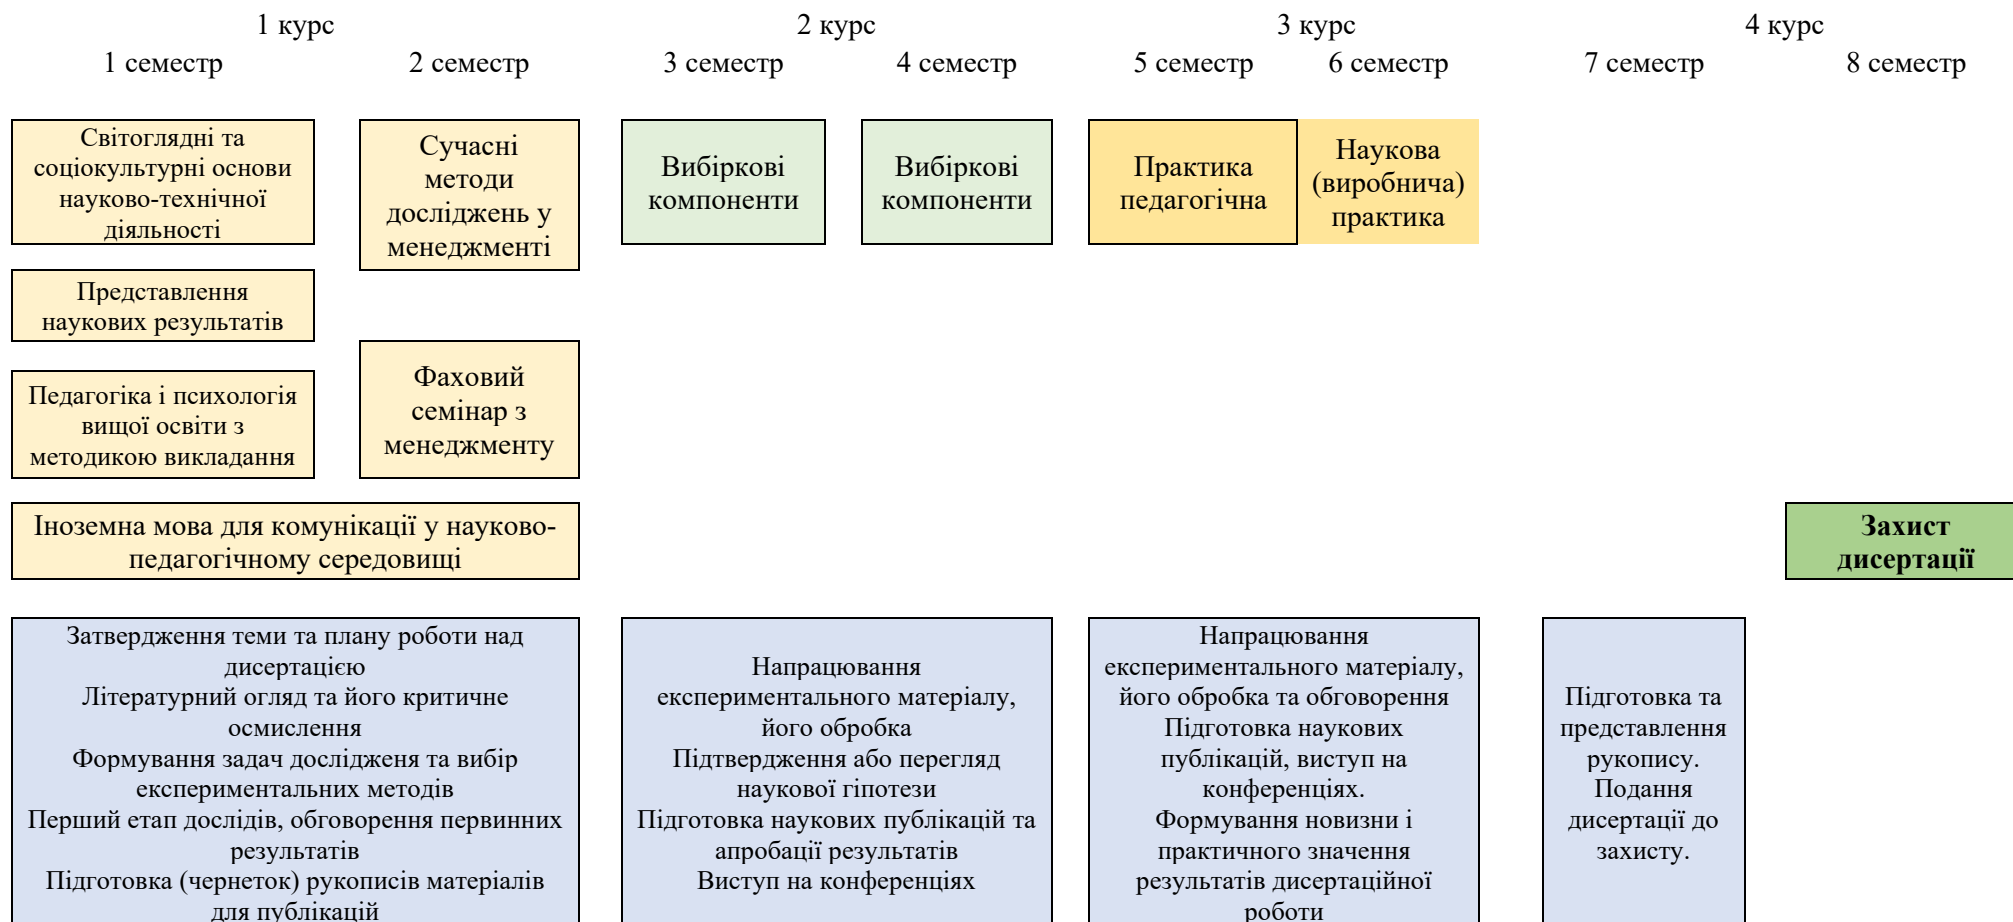 1 курс
2 курс
3 курс
4 курс
1 семестр
2 семестр
3 семестр
4 семестр
5 семестр
6 семестр
7 семестр
8 семестр
Світоглядні та
соціокультурні основи
науково-технічної
діяльності
Сучасні
методи
досліджень у
менеджменті
Вибіркові
компоненти
Вибіркові
компоненти
Практика
педагогічна
Наукова
(виробнича)
практика
Представлення
наукових результатів
Фаховий
семінар з
менеджменту
Педагогіка і психологія
вищої освіти з
методикою викладання
Іноземна мова для комунікації у науково-
педагогічному середовищі
Захист
дисертації
Затвердження теми та плану роботи над
дисертацією
Літературний огляд та його критичне
осмислення
Формування задач дослідженя та вибір
експериментальних методів
Перший етап дослідів, обговорення первинних
результатів
Підготовка (чернеток) рукописів матеріалів
для публікацій
Напрацювання
експериментального матеріалу,
його обробка
Підтвердження або перегляд
наукової гіпотези
Підготовка наукових публікацій та
апробації результатів
Виступ на конференціях
Напрацювання
експериментального матеріалу,
його обробка та обговорення
Підготовка наукових
публікацій, виступ на
конференціях.
Формування новизни і
практичного значення
результатів дисертаційної
роботи
Підготовка та
представлення
рукопису.
Подання
дисертації до
захисту.